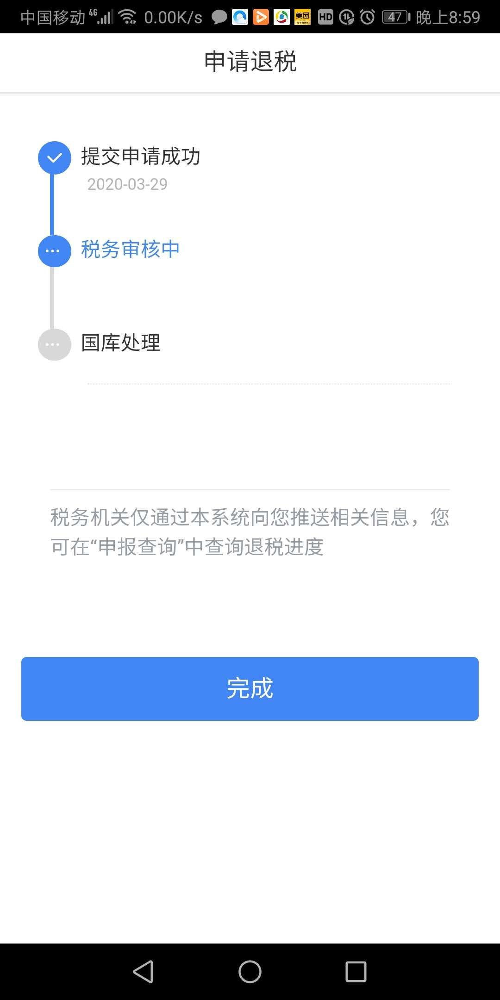 中国移动 4G 0.00K/s 美团 HD 47 晚上8:59
申请退税
提交申请成功
2020-03-29
税务审核中
国库处理
税务机关仅通过本系统向您推送相关信息，您
可在“申报查询”中查询退税进度
完成